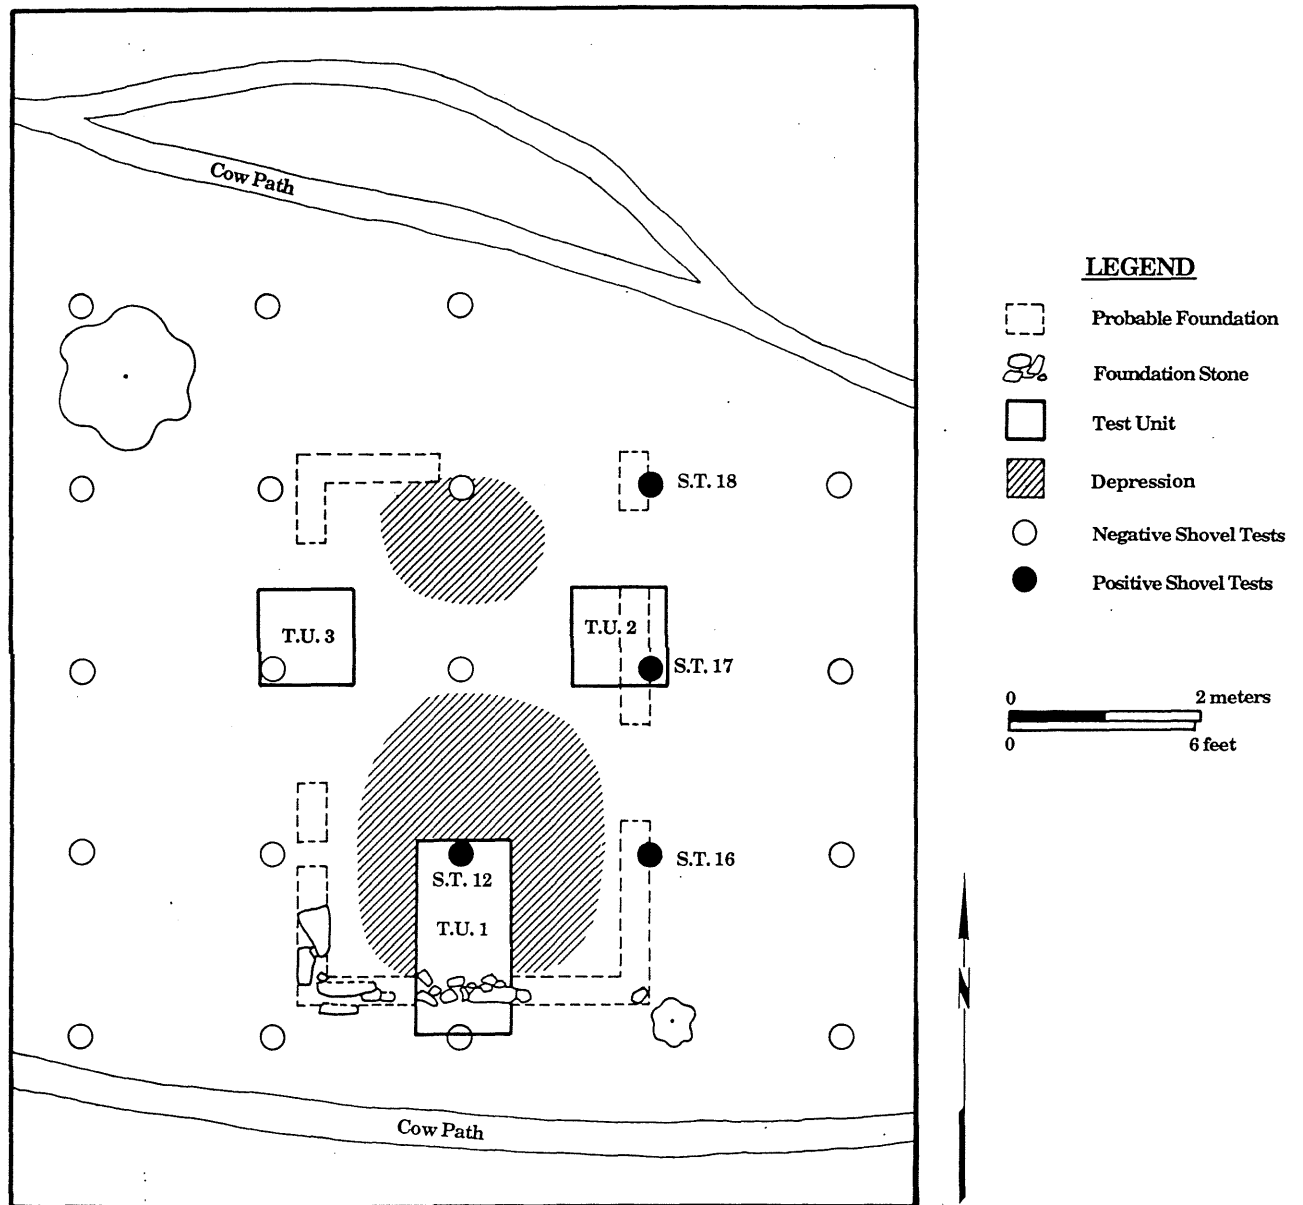 Cow Path
S.T. 18
T.U. 3
T.U. 2
S.T. 17
S.T. 12
S.T. 16
T.U. 1
Cow Path
LEGEND
Probable Foundation
Foundation Stone
Test Unit
Depression
Negative Shovel Tests
Positive Shovel Tests
0 2 meters
0 6 feet
N